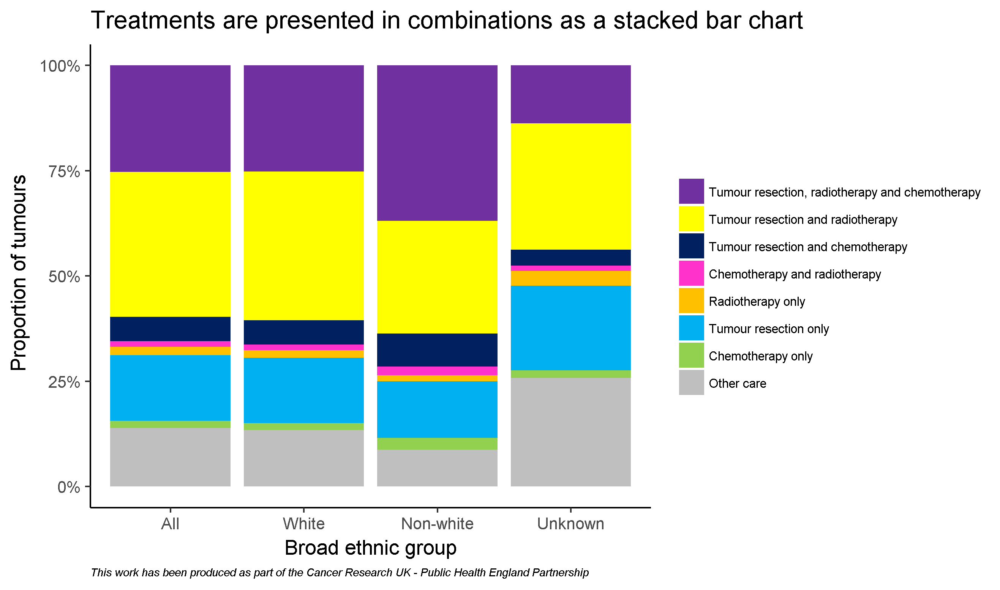 Treatments are presented in combinations as a stacked bar chart
Proportion of tumours
100%
75%
50%
25%
0%
All
White
Non-white
Unknown
Broad ethnic group
Tumour resection, radiotherapy and chemotherapy
Tumour resection and radiotherapy
Tumour resection and chemotherapy
Chemotherapy and radiotherapy
Radiotherapy only
Tumour resection only
Chemotherapy only
Other care
This work has been produced as part of the Cancer Research UK - Public Health England Partnership